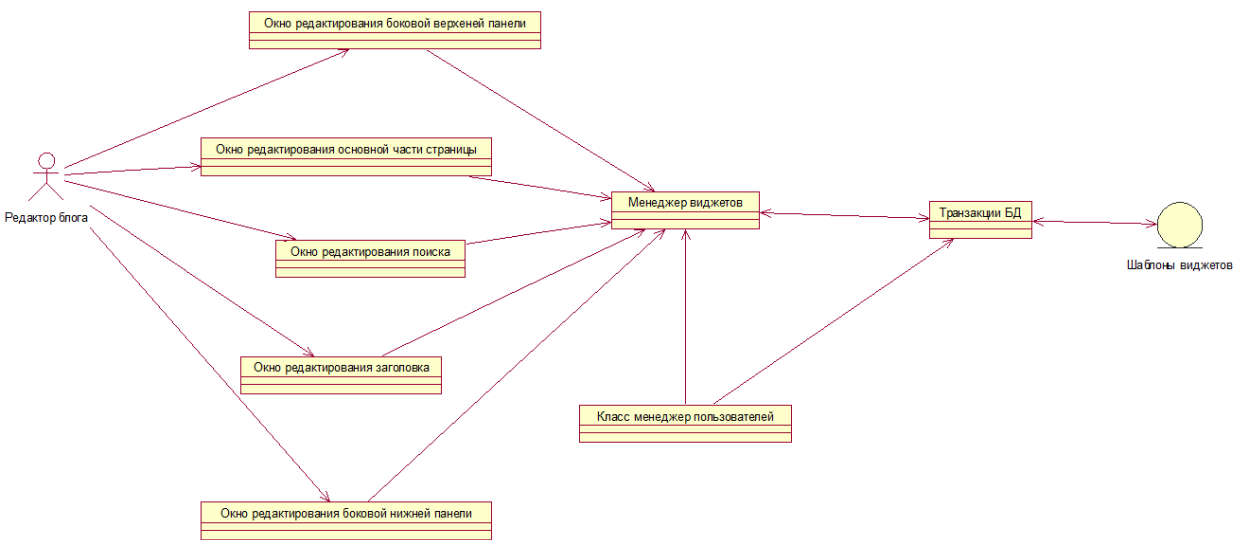 Окно редактирования боковой верхеней панели
Окно редактирования основной части страницы
Редактор блога
Менеджер виджетов
Транзакции БД
Окно редактирования поиска
Шаблоны виджетов
Окно редактирования заголовка
Класс менеджер пользователей
Окно редактирования боковой нижней панели